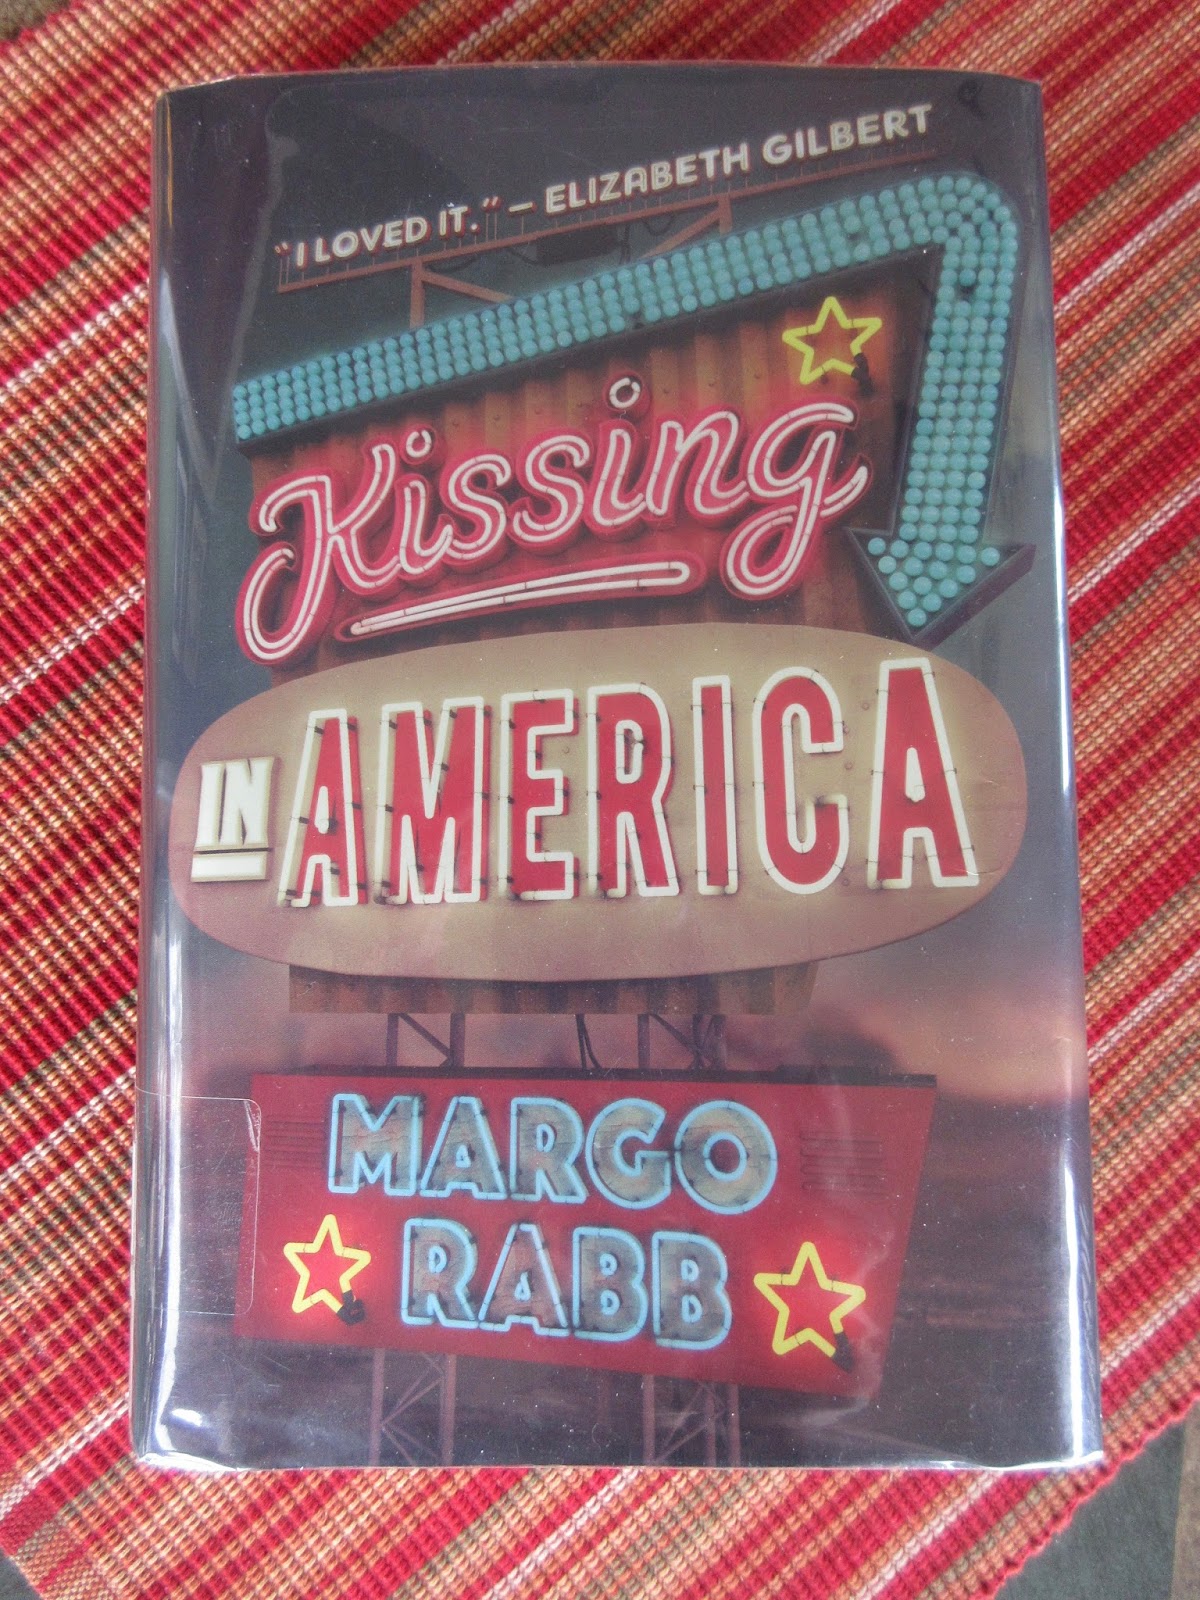 "I LOVED IT." – ELIZABETH GILBERT
Kissing
IN AMERICA
MARGO
RABB